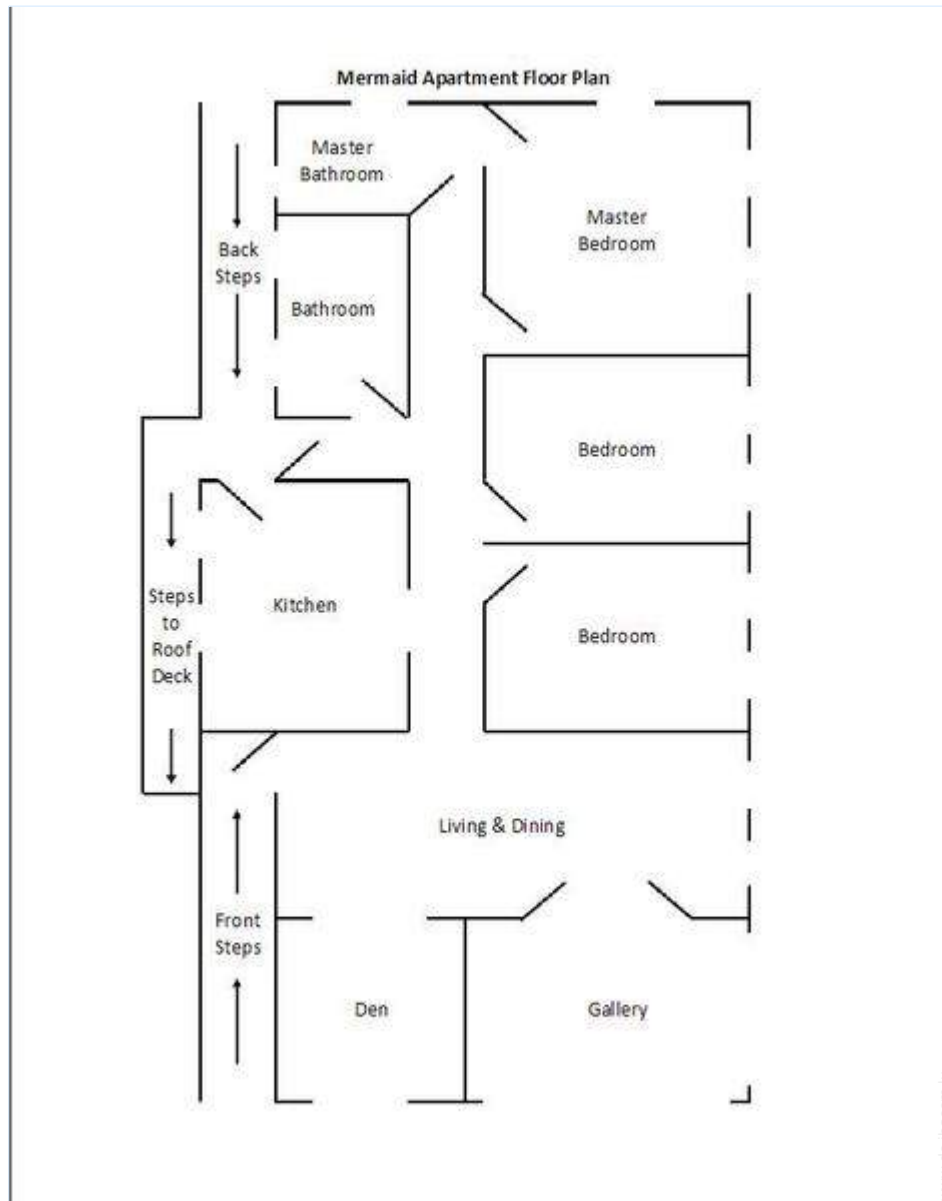 Mermaid Apartment Floor Plan
Master
Bathroom
Master
Bedroom
Back
Steps
Bathroom
Bedroom
Steps
to
Roof
Deck
Kitchen
Bedroom
Living & Dining
Front
Steps
Den
Gallery